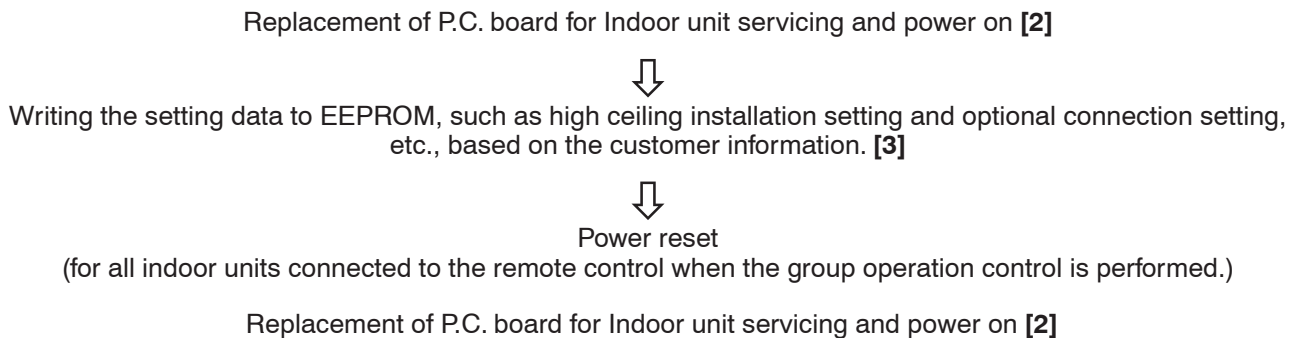 Replacement of P.C. board for Indoor unit servicing and power on [2]
Writing the setting data to EEPROM, such as high ceiling installation setting and optional connection setting,
etc., based on the customer information. [3]
Power reset
(for all indoor units connected to the remote control when the group operation control is performed.)
Replacement of P.C. board for Indoor unit servicing and power on [2]